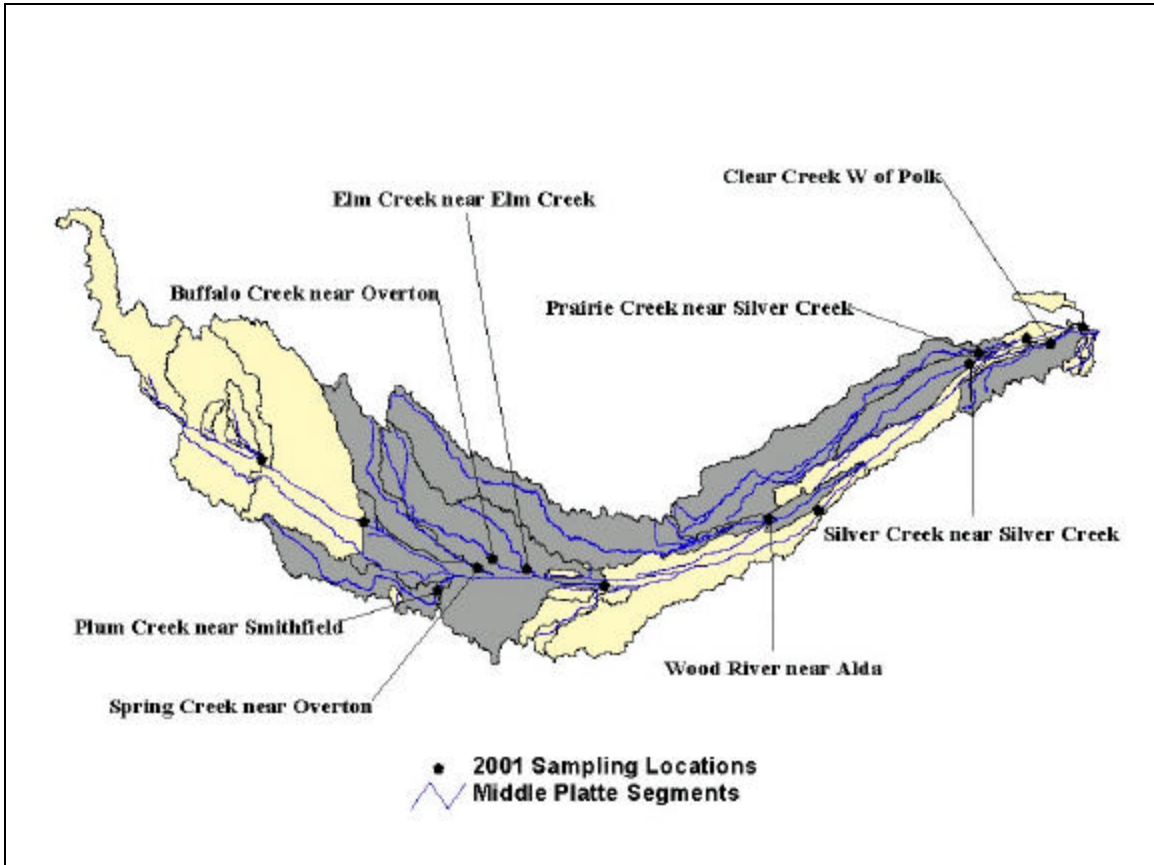 Clear Creek W of Polk
Elm Creek near Elm Creek
Buffalo Creek near Overton
Prairie Creek near Silver Creek
Silver Creek near Silver Creek
Plum Creek near Smithfield
Wood River near Alda
Spring Creek near Overton
2001 Sampling Locations
Middle Platte Segments